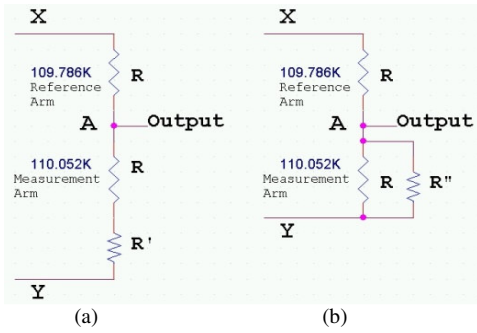 X
109.786K
Reference
Arm
R
A
Output
110.052K
Measurement
Arm
R
R'
Y
(a)
X
109.786K
Reference
Arm
R
A
Output
110.052K
Measurement
Arm
R
R"
Y
(b)